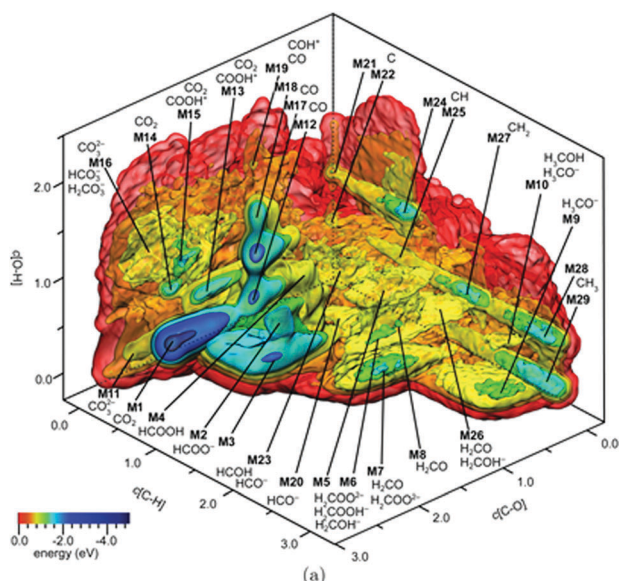 COH*
CO
M19
CO
M18
CO
M17
M12
CO₂
COOH*
M13
CO₂
COOH*
M15
CO₂
M14
CO₃²⁻
M16
HCO₃⁻
H₂CO₃
C
M21
M22
CH
M24
M25
CH₂
M27
H₃COH
H₃CO⁻
M10
H₃CO⁻
M9
M28
CH₃
M29
2.0
1.0
0.0
c[O-H]
M11
CO₃²⁻
M1
CO₂
M4
HCOOH
M2
HCOO⁻
M3
M23
HCOH
HCO⁻
M20
HCO⁻
M5
H₂COO²⁻
H₂COOH⁻
H₂COH⁻
M6
M7
H₂CO
H₂COO²⁻
M8
H₂CO
M26
H₂CO
H₂COH⁻
0.0
1.0
2.0
3.0
c[C-H]
3.0
2.0
1.0
0.0
c[C-O]
0.0 -2.0 -4.0
energy (eV)
(a)